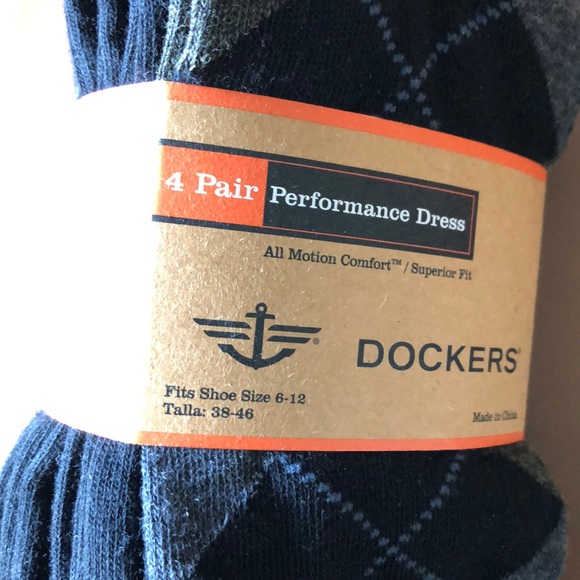 4 Pair Performance Dress
All Motion Comfort™ / Superior Fit
®
DOCKERS®
Fits Shoe Size 6-12
Talla: 38-46
Made in China